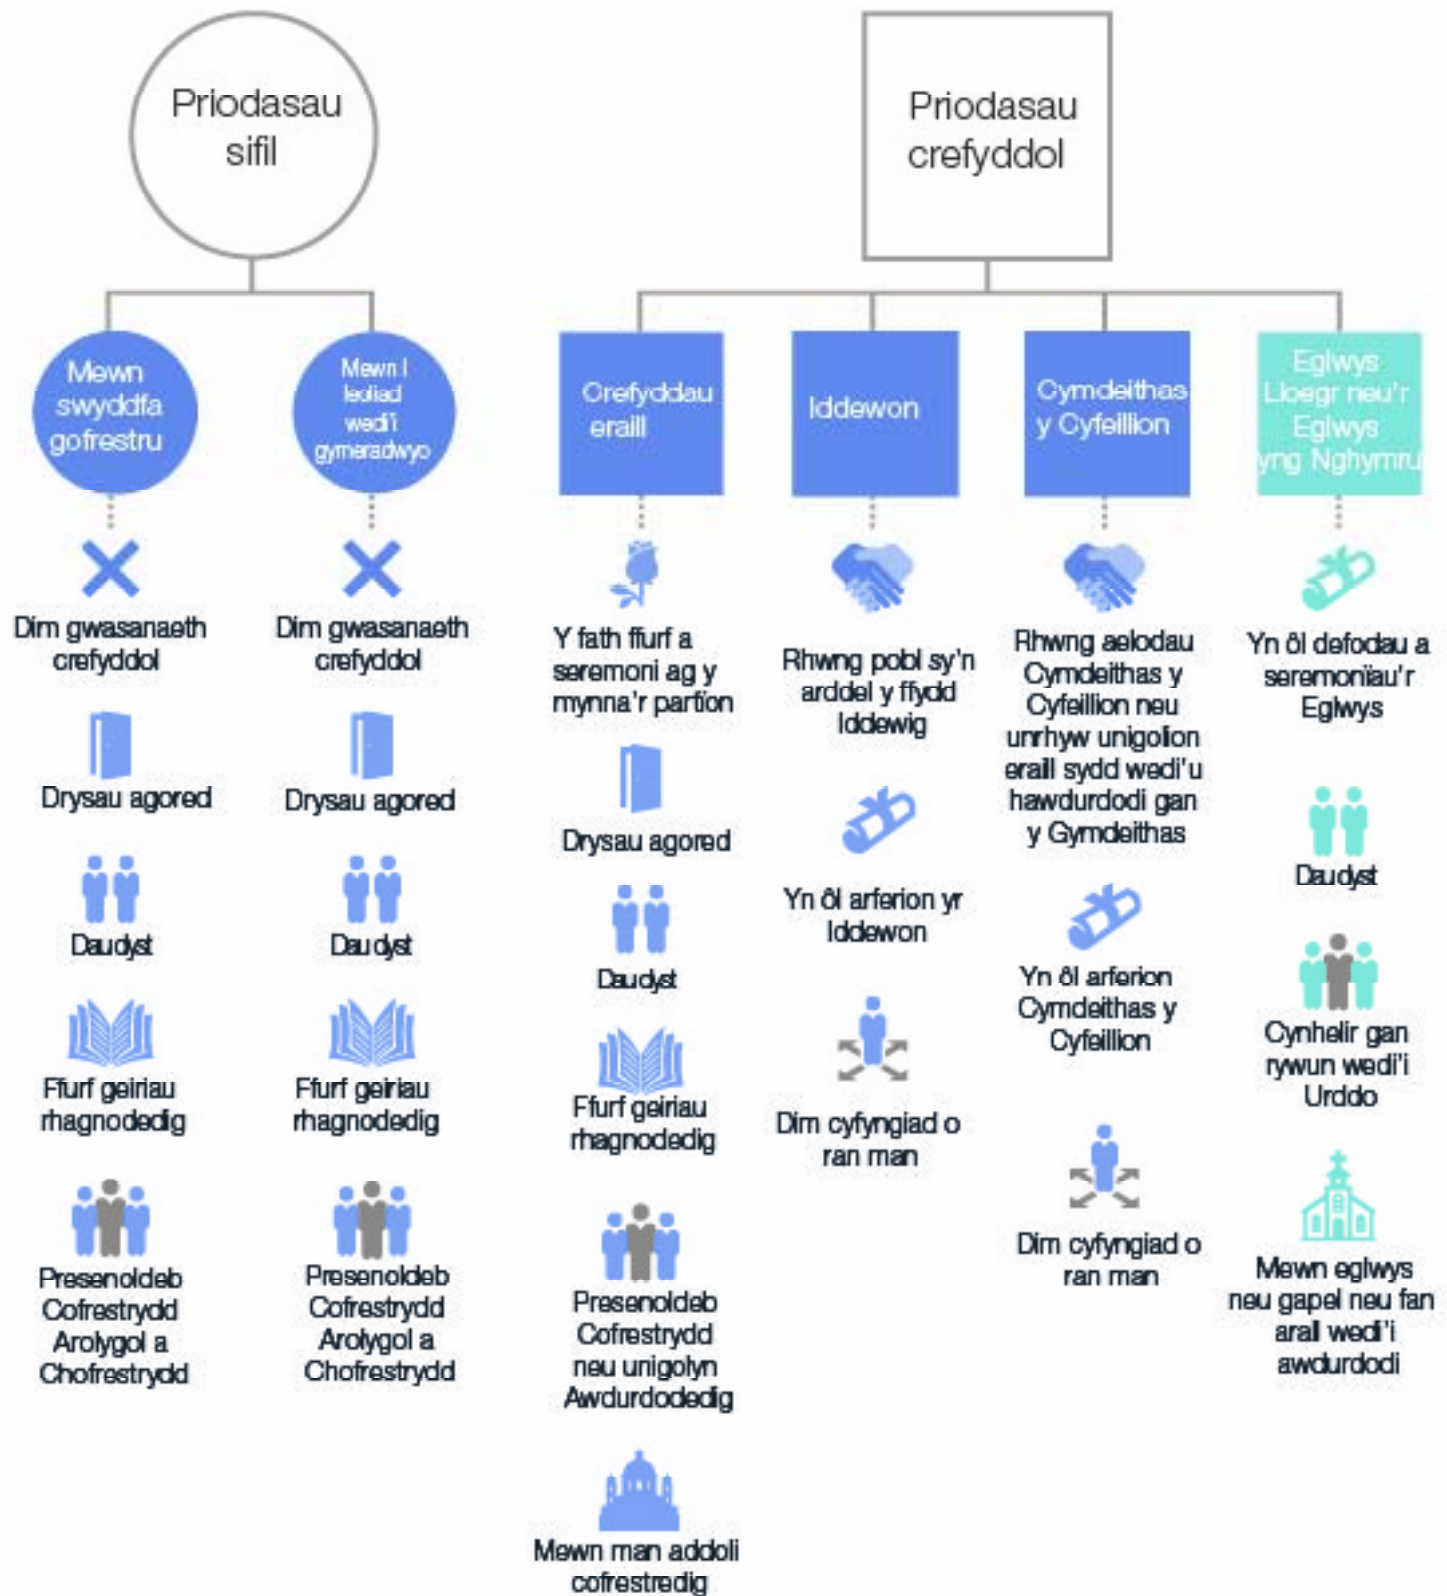 Priodasau
sifil
Mewn
swyddfa
gofrestru
Mewn l
leoliad
wedi'i
gymeradwyo
Dim gwasanaeth
crefyddol
Drysau agored
Dau dyst
Ffurf geiriau
rhagnodedig
Presenoldeb
Cofrestrydd
Arolygol a
Chofrestrydd
Dim gwasanaeth
crefyddol
Drysau agored
Dau dyst
Ffurf geiriau
rhagnodedig
Presenoldeb
Cofrestrydd
Arolygol a
Chofrestrydd
Priodasau
crefyddol
Crefyddau
eraill
Y fath ffurf a
seremoni ag y
mynna'r partïon
Drysau agored
Dau dyst
Ffurf geiriau
rhagnodedig
Presenoldeb
Cofrestrydd
neu unigolyn
Awdurdodedig
Mewn man addoli
cofrestredig
Iddewon
Rhwng pobl sy'n
arddel y ffydd
Iddewig
Yn ôl arferion yr
Iddewon
Dim cyfyngiad o
ran man
Cymdeithas
y Cyfeillion
Rhwng aelodau
Cymdeithas y
Cyfeillion neu
unrhyw unigolion
eraill sydd wedi'u
hawdurdodi gan
y Gymdeithas
Yn ôl arferion
Cymdeithas y
Cyfeillion
Dim cyfyngiad o
ran man
Eglwys
Lloegr neu'r
Eglwys
yng Nghymru
Yn ôl defodau a
seremonïau'r
Eglwys
Dau dyst
Cynhelir gan
rywun wedi'i
Urddo
Mewn eglwys
neu gapel neu fan
arall wedi'i
awdurdodi